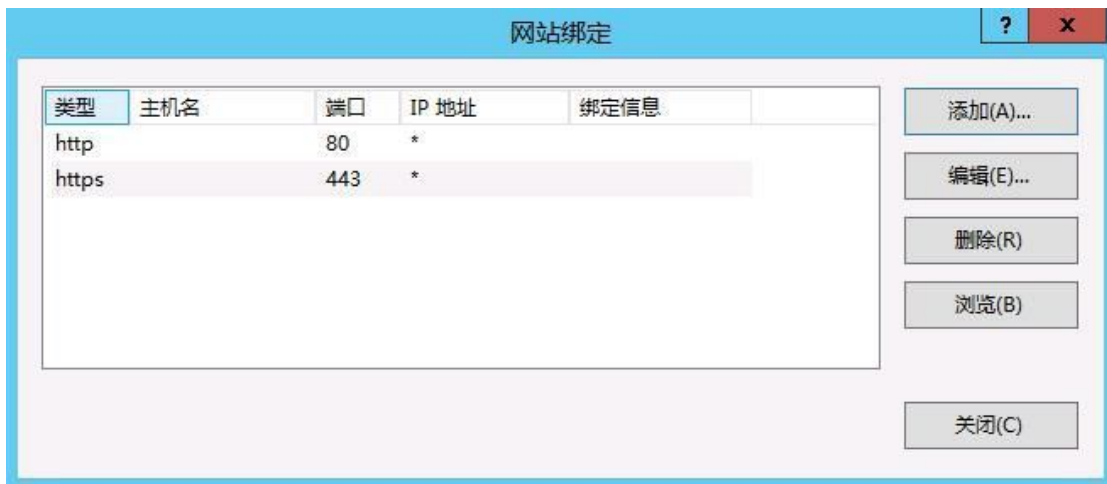 网站绑定
? x
类型 主机名 端口 IP 地址 绑定信息
http 80 *
https 443 *
添加(A)...
编辑(E)...
删除(R)
浏览(B)
关闭(C)